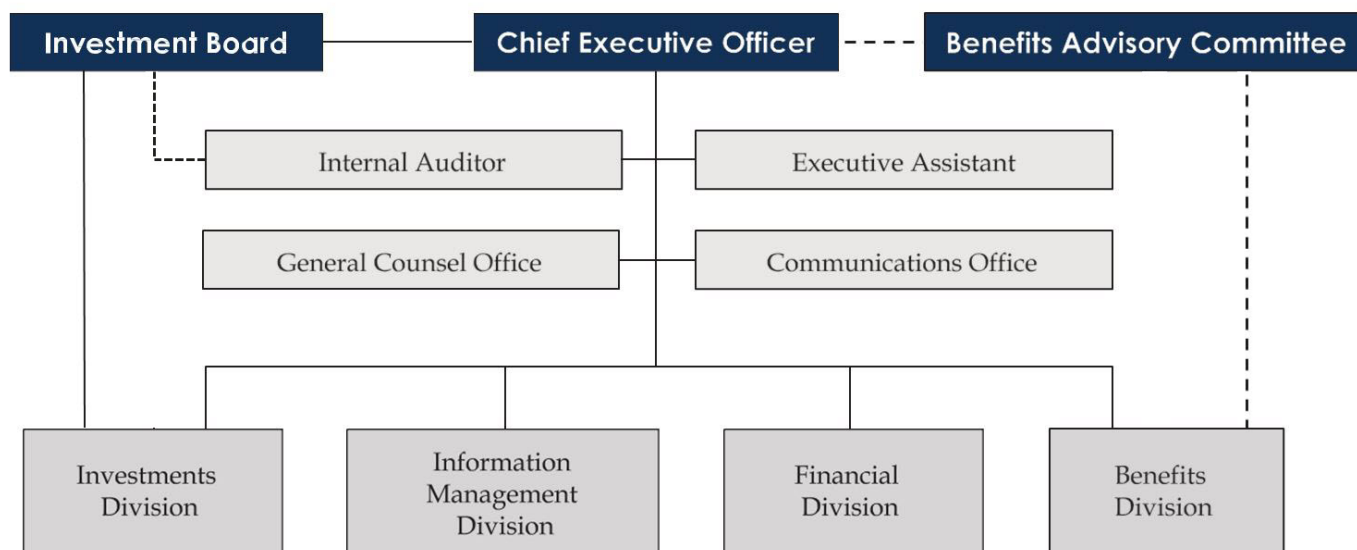 Investment Board
Chief Executive Officer
Benefits Advisory Committee
Internal Auditor
Executive Assistant
General Counsel Office
Communications Office
Investments
Division
Information
Management
Division
Financial
Division
Benefits
Division